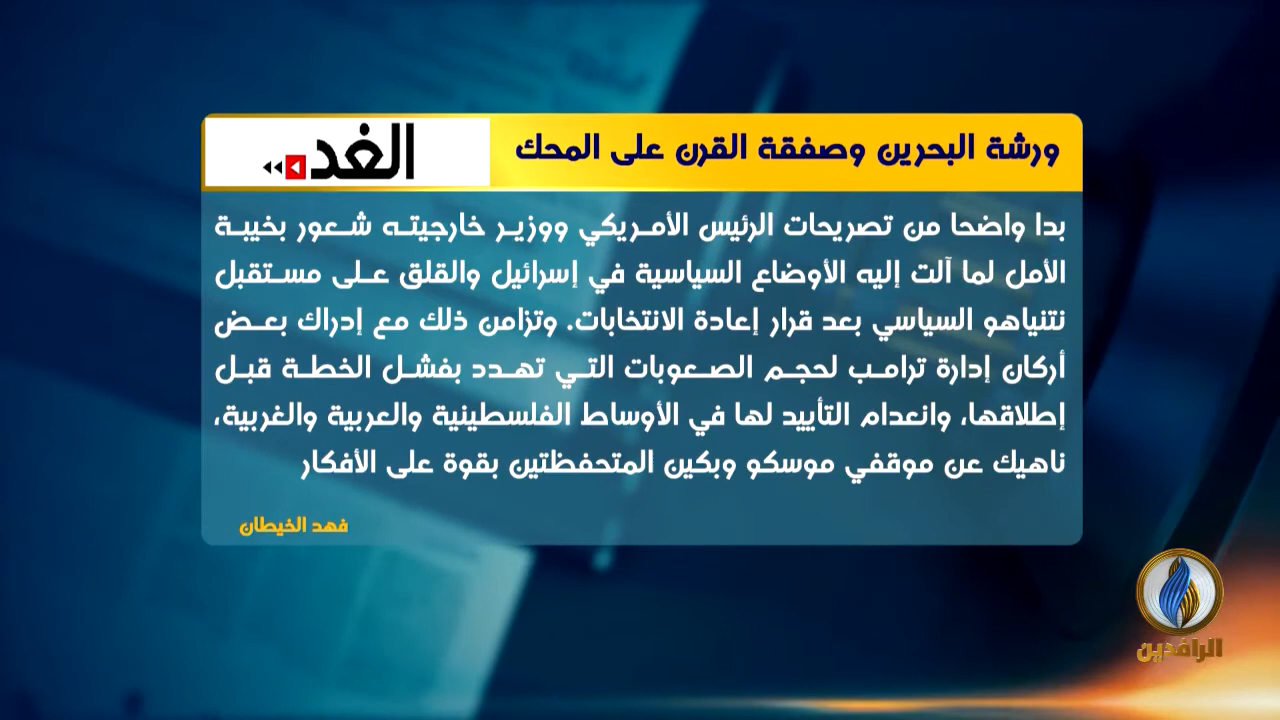 ورشة البحرين وصفقة القرن على المحك
الغد
بدا واضحا من تصريحات الرئيس الأمريكي ووزير خارجيته شعور بخيبة
الأمل لما آلت إليه الأوضاع السياسية في إسرائيل والقلق على مستقبل
نتنياهو السياسي بعد قرار إعادة الانتخابات. وتزامن ذلك مع إدراك بعض
أركان إدارة ترامب لحجم الصعوبات التي تهدد بفشل الخطة قبل
إطلاقها، وانعدام التأييد لها في الأوساط الفلسطينية والعربية والغربية،
ناهيك عن موقفي موسكو وبكين المتحفظتين بقوة على الأفكار
فهد الخيطان
الرافدين